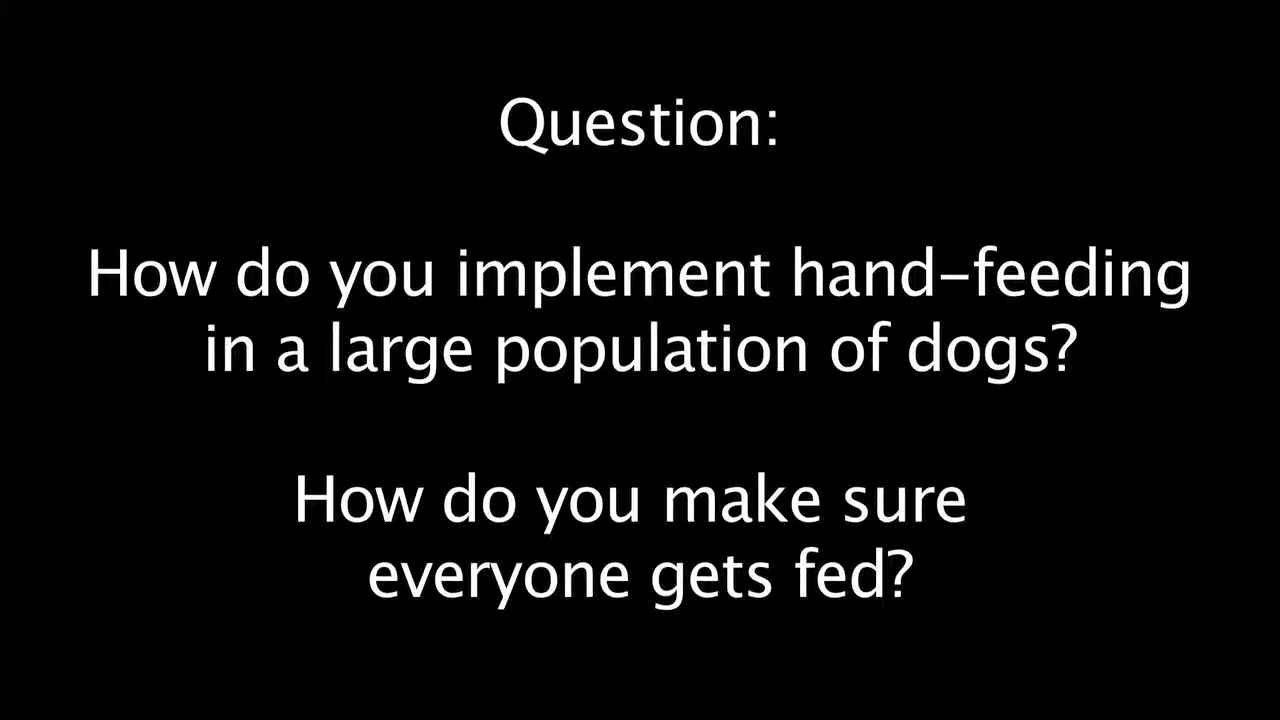 Question:
How do you implement hand-feeding
in a large population of dogs?
How do you make sure
everyone gets fed?